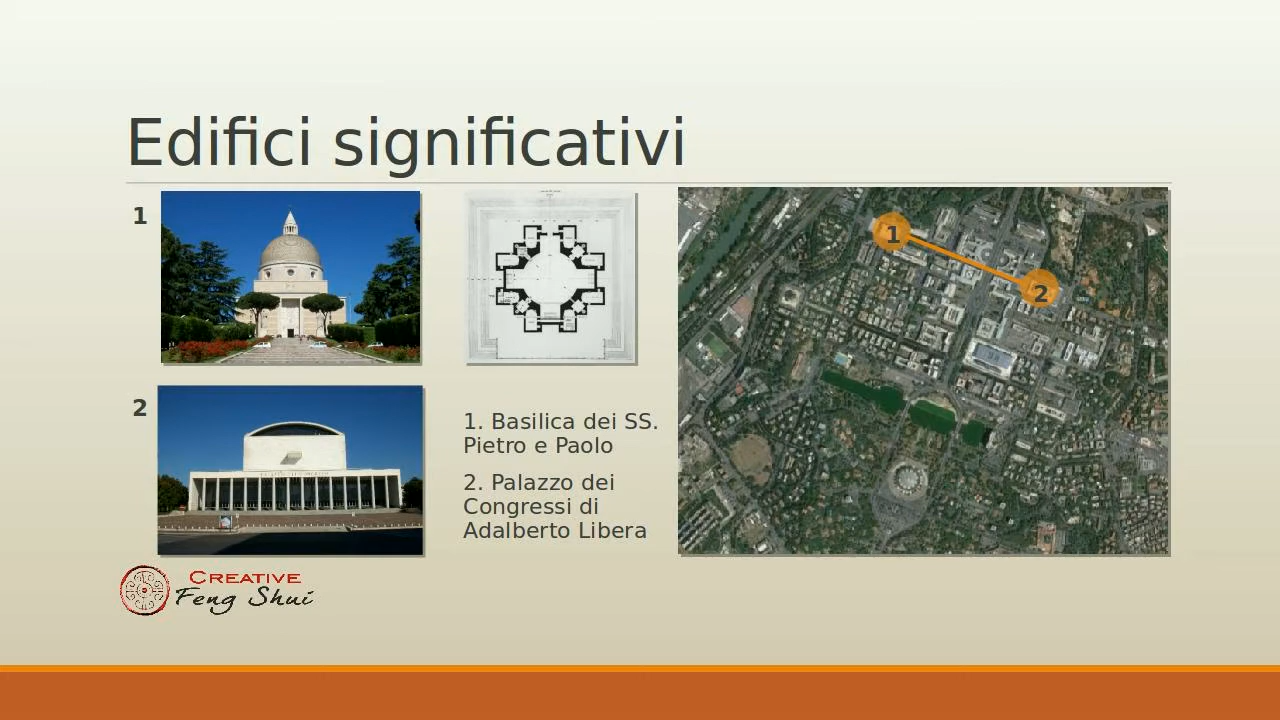 Edifici significativi
1
2
1. Basilica dei SS.
Pietro e Paolo
2. Palazzo dei
Congressi di
Adalberto Libera
1
2
CREATIVE
Feng Shui